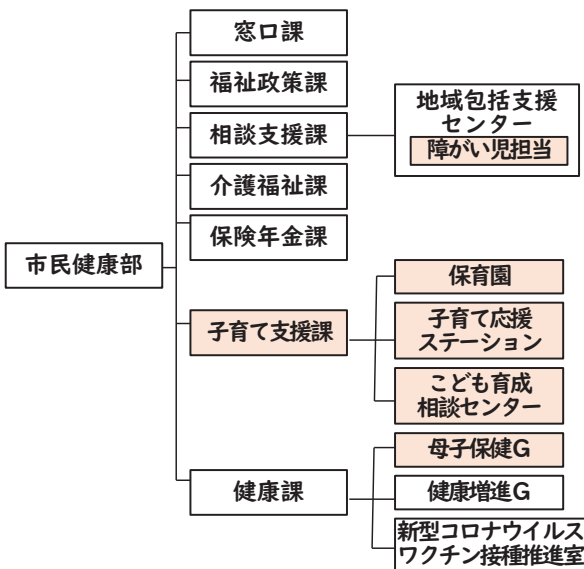 窓口課
福祉政策課
相談支援課
地域包括支援
センター
障がい児担当
介護福祉課
保険年金課
市民健康部
子育て支援課
保育園
子育て応援
ステーション
こども育成
相談センター
健康課
母子保健G
健康増進G
新型コロナウイルス
ワクチン接種推進室